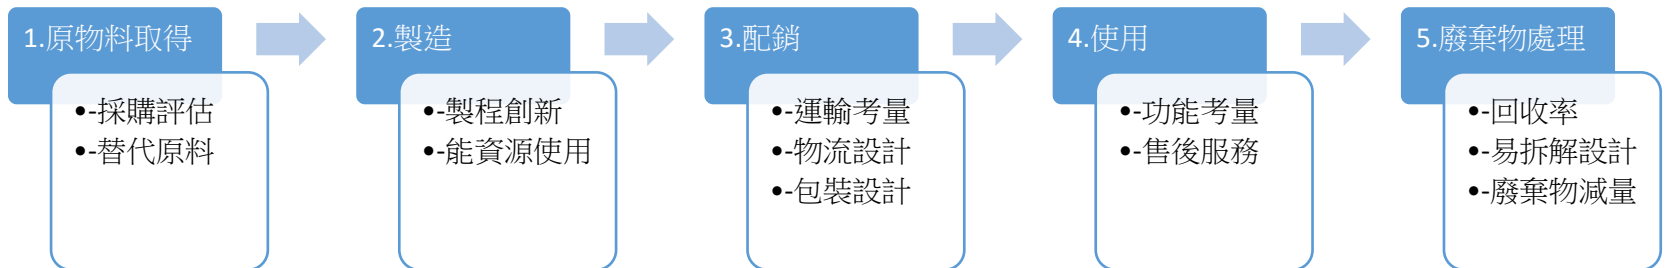 1.原物料取得
•-採購評估
•-替代原料
2.製造
•-製程創新
•-能資源使用
3.配銷
•-運輸考量
•-物流設計
•-包裝設計
4.使用
•-功能考量
•-售後服務
5.廢棄物處理
•-回收率
•-易拆解設計
•-廢棄物減量